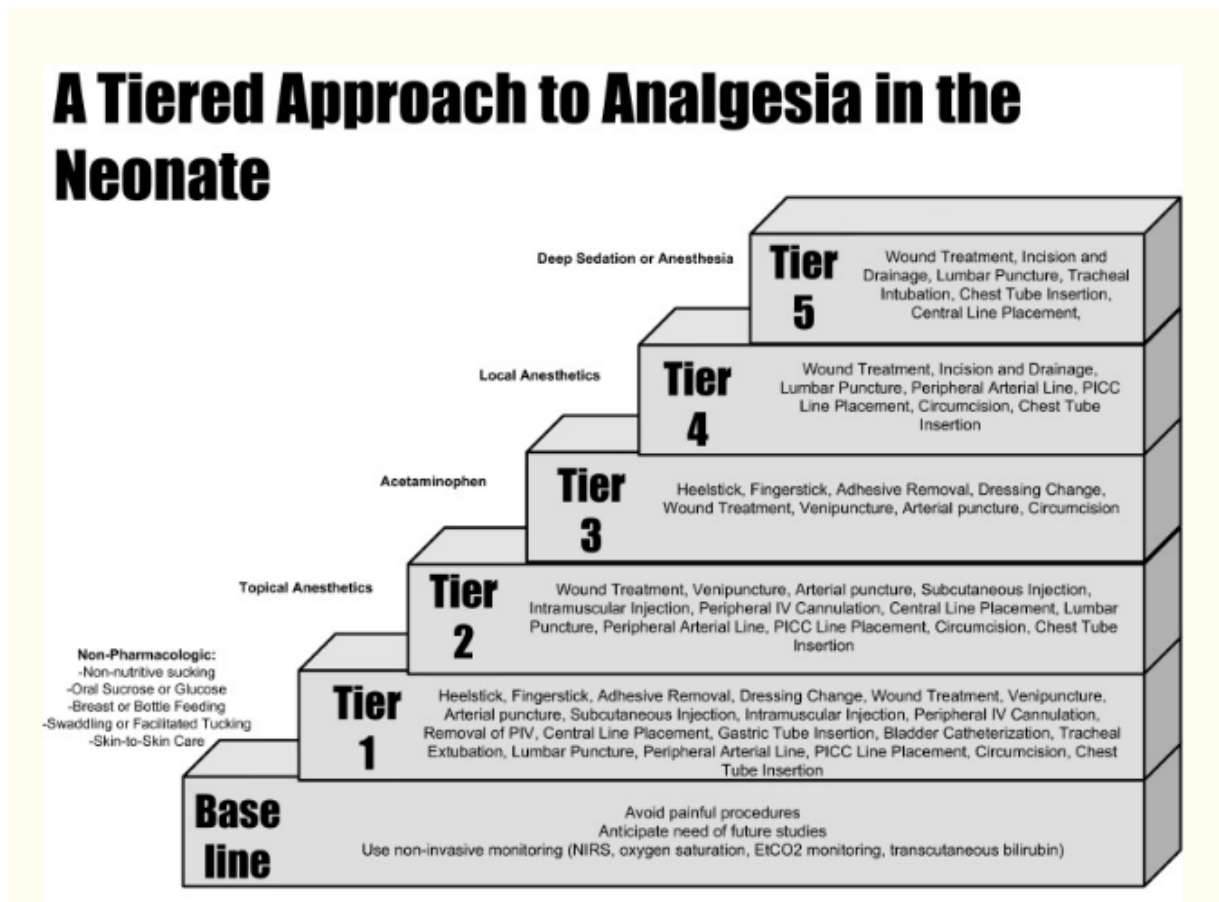 A Tiered Approach to Analgesia in the
Neonate
Deep Sedation or Anesthesia
Tier
5
Wound Treatment, Incision and
Drainage, Lumbar Puncture, Tracheal
Intubation, Chest Tube Insertion,
Central Line Placement,
Local Anesthetics
Tier
4
Wound Treatment, Incision and Drainage,
Lumbar Puncture, Peripheral Arterial Line, PICC
Line Placement, Circumcision, Chest Tube
Insertion
Acetaminophen
Tier
3
Heelstick, Fingerstick, Adhesive Removal, Dressing Change,
Wound Treatment, Venipuncture, Arterial puncture, Circumcision
Topical Anesthetics
Tier
2
Wound Treatment, Venipuncture, Arterial puncture, Subcutaneous Injection,
Intramuscular Injection, Peripheral IV Cannulation, Central Line Placement, Lumbar
Puncture, Peripheral Arterial Line, PICC Line Placement, Circumcision, Chest Tube
Insertion
Non-Pharmacologic:
-Non-nutritive sucking
-Oral Sucrose or Glucose
-Breast or Bottle Feeding
-Swaddling or Facilitated Tucking
-Skin-to-Skin Care
Tier
1
Heelstick, Fingerstick, Adhesive Removal, Dressing Change, Wound Treatment, Venipuncture,
Arterial puncture, Subcutaneous Injection, Intramuscular Injection, Peripheral IV Cannulation,
Removal of PIV, Central Line Placement, Gastric Tube Insertion, Bladder Catheterization, Tracheal
Extubation, Lumbar Puncture, Peripheral Arterial Line, PICC Line Placement, Circumcision, Chest
Tube Insertion
Base
line
Avoid painful procedures
Anticipate need of future studies
Use non-invasive monitoring (NIRS, oxygen saturation, EtCO2 monitoring, transcutaneous bilirubin)